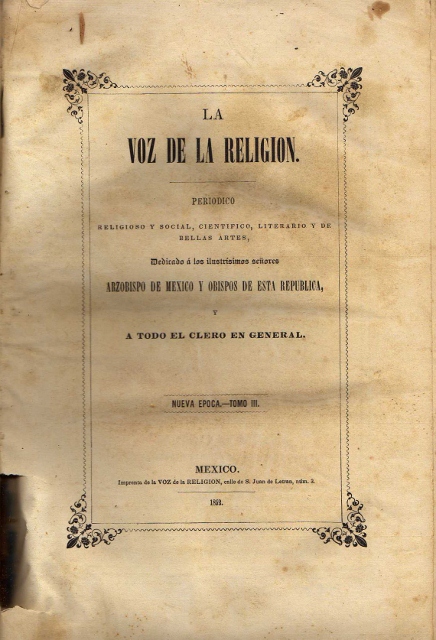 LA
VOZ DE LA RELIGION.
PERIODICO
RELIGIOSO Y SOCIAL, CIENTIFICO, LITERARIO Y DE
BELLAS ARTES,
Dedicado á los ilustrisimos señores
ARZOBISPO DE MEXICO Y OBISPOS DE ESTA REPUBLICA,
Y
A TODO EL CLERO EN GENERAL.
NUEVA EPOCA.—TOMO III.
MEXICO.
Imprenta de la VOZ de la RELIGION, calle de S. Juan de Letran, núm. 3.